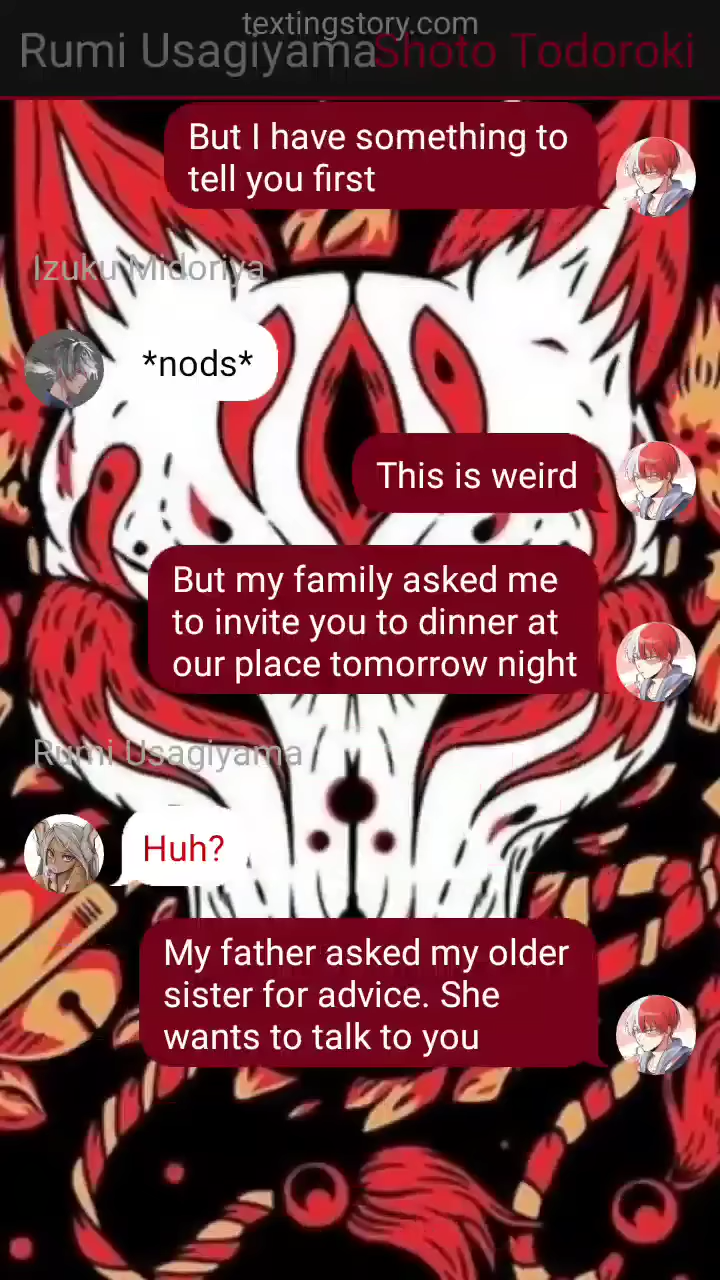 textingstory.com
Rumi Usagiyama
Shoto Todoroki
But I have something to
tell you first
Izuku Midoriya
*nods*
This is weird
But my family asked me
to invite you to dinner at
our place tomorrow night
Rumi Usagiyama
Huh?
My father asked my older
sister for advice. She
wants to talk to you